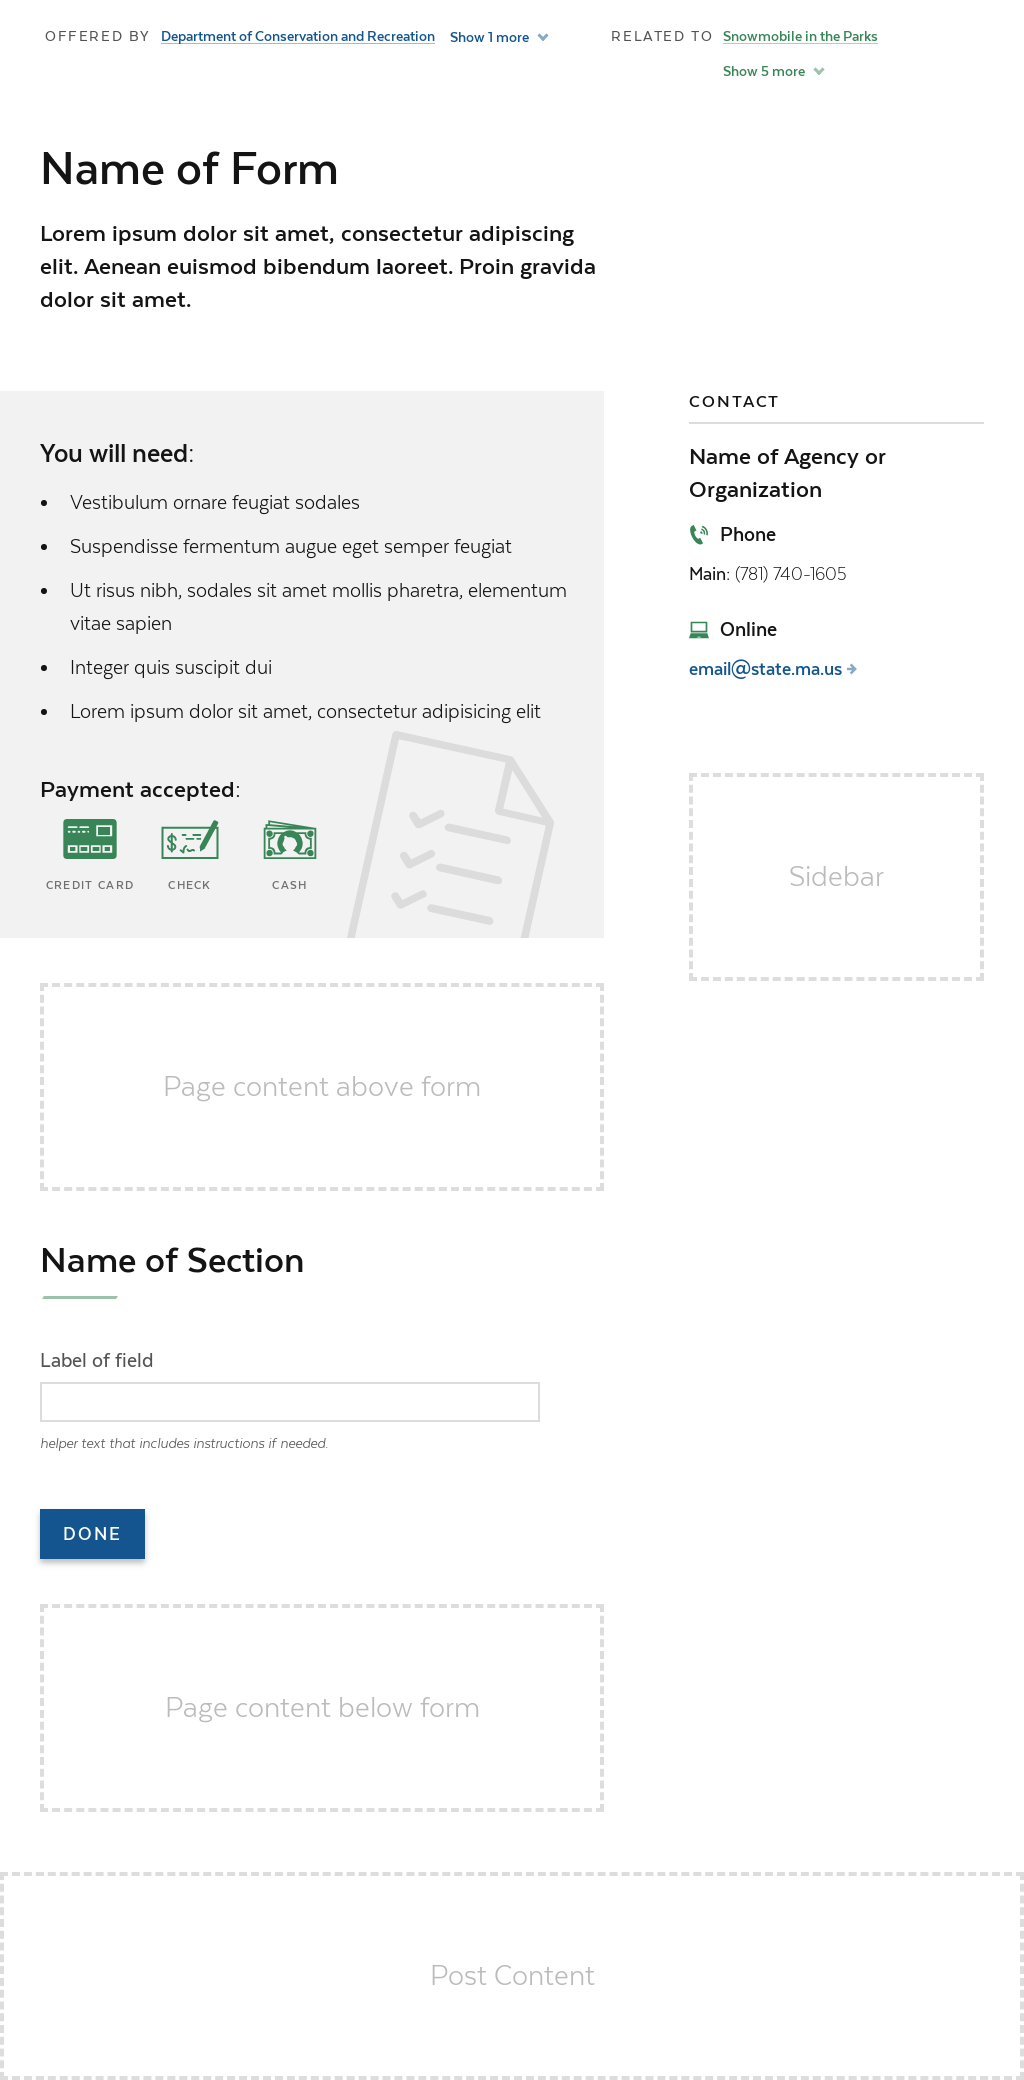 OFFERED BY Department of Conservation and Recreation Show 1 more
RELATED TO Snowmobile in the Parks
Show 5 more
Name of Form
Lorem ipsum dolor sit amet, consectetur adipiscing
elit. Aenean euismod bibendum laoreet. Proin gravida
dolor sit amet.
You will need:
Vestibulum ornare feugiat sodales
Suspendisse fermentum augue eget semper feugiat
Ut risus nibh, sodales sit amet mollis pharetra, elementum
vitae sapien
Integer quis suscipit dui
Lorem ipsum dolor sit amet, consectetur adipisicing elit
Payment accepted:
CREDIT CARD CHECK CASH
CONTACT
Name of Agency or
Organization
Phone
Main: (781) 740-1605
Online
email@state.ma.us
Sidebar
Page content above form
Name of Section
Label of field
helper text that includes instructions if needed.
DONE
Page content below form
Post Content